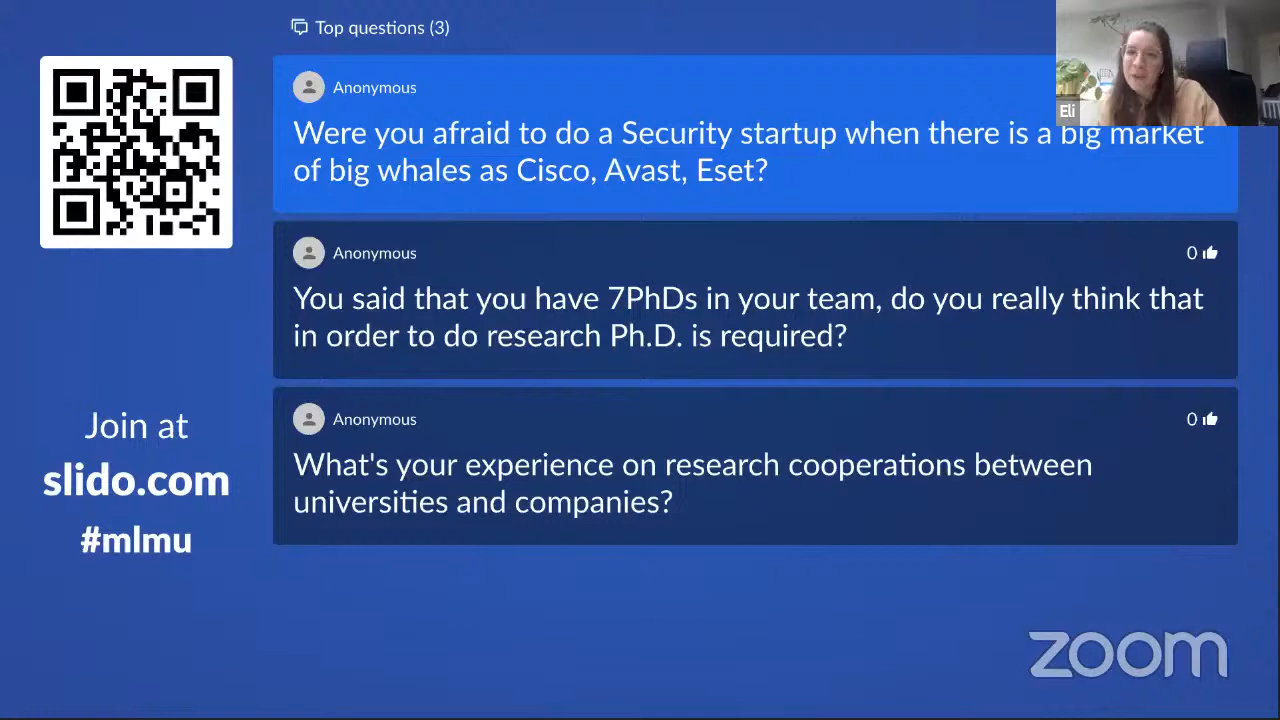 Top questions (3)
Anonymous
Eli
Were you afraid to do a Security startup when there is a big market
of big whales as Cisco, Avast, Eset?
Anonymous
0
You said that you have 7PhDs in your team, do you really think that
in order to do research Ph.D. is required?
Anonymous
0
What's your experience on research cooperations between
universities and companies?
Join at
slido.com
#mlmu
zoom